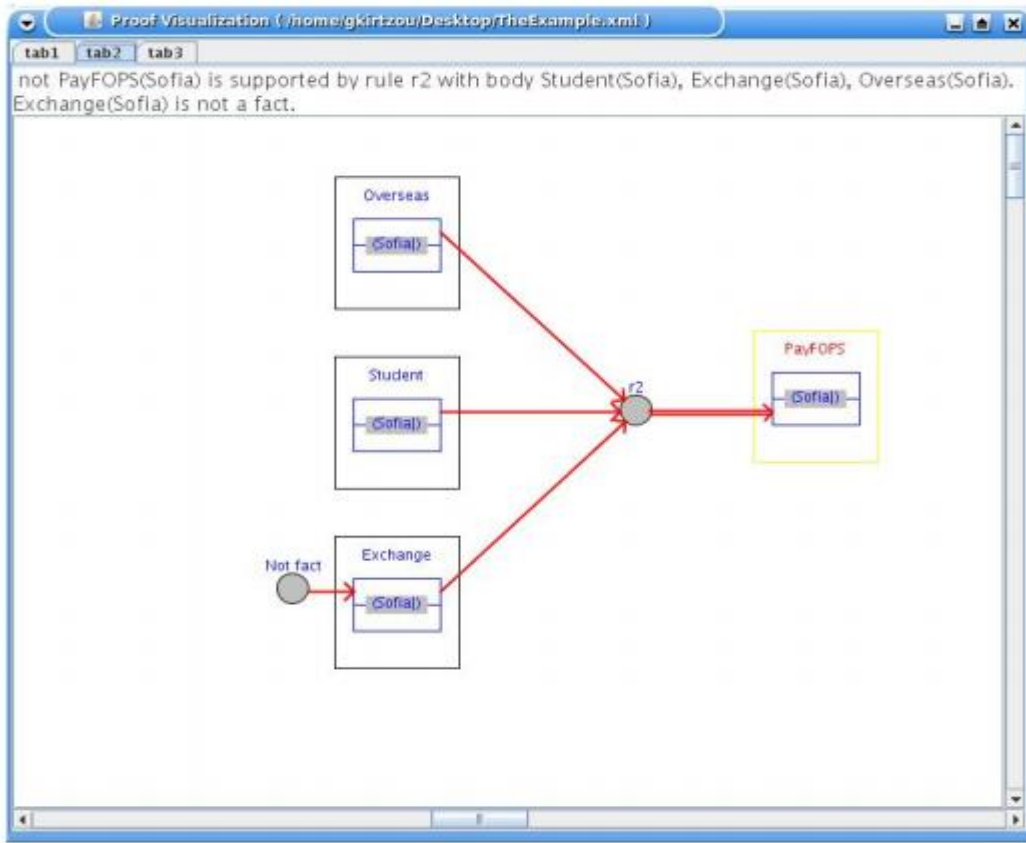 Proof Visualization ( /home/gkirtzou/Desktop/TheExample.xml )
tab1 tab2 tab3
not PayFOPS(Sofia) is supported by rule r2 with body Student(Sofia), Exchange(Sofia), Overseas(Sofia).
Exchange(Sofia) is not a fact.
Overseas
(Sofia|)
PayFOPS
(Sofia|)
Student
(Sofia|)
r2
Exchange
(Sofia|)
Not fact